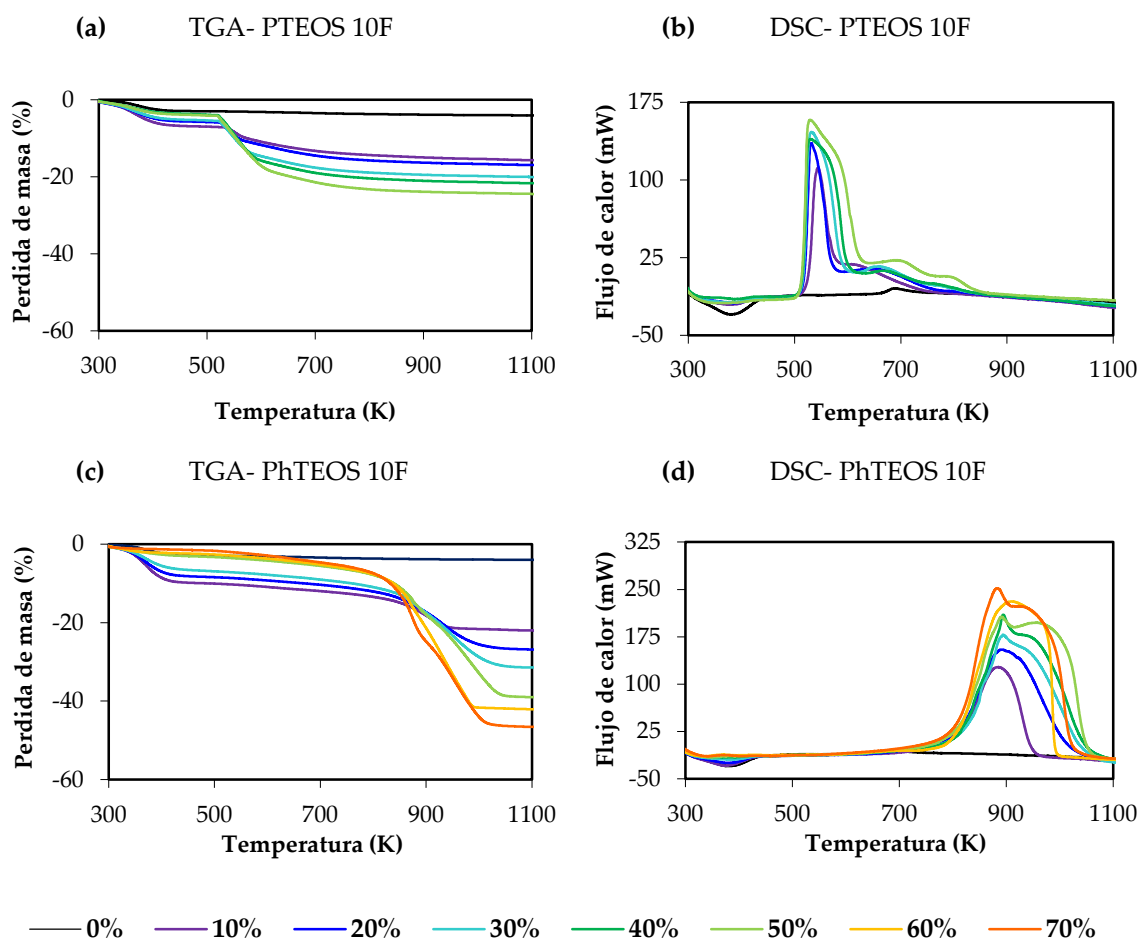 (a) TGA- PTEOS 10F
Perdida de masa (%)
0
-20
-40
-60
300 500 700 900 1100
Temperatura (K)
(b) DSC- PTEOS 10F
Flujo de calor (mW)
175
100
25
-50
300 500 700 900 1100
Temperatura (K)
(c) TGA- PhTEOS 10F
Perdida de masa (%)
0
-20
-40
-60
300 500 700 900 1100
Temperatura (K)
(d) DSC- PhTEOS 10F
Flujo de calor (mW)
325
250
175
100
25
-50
300 500 700 900 1100
Temperatura (K)
0% 10% 20% 30% 40% 50% 60% 70%